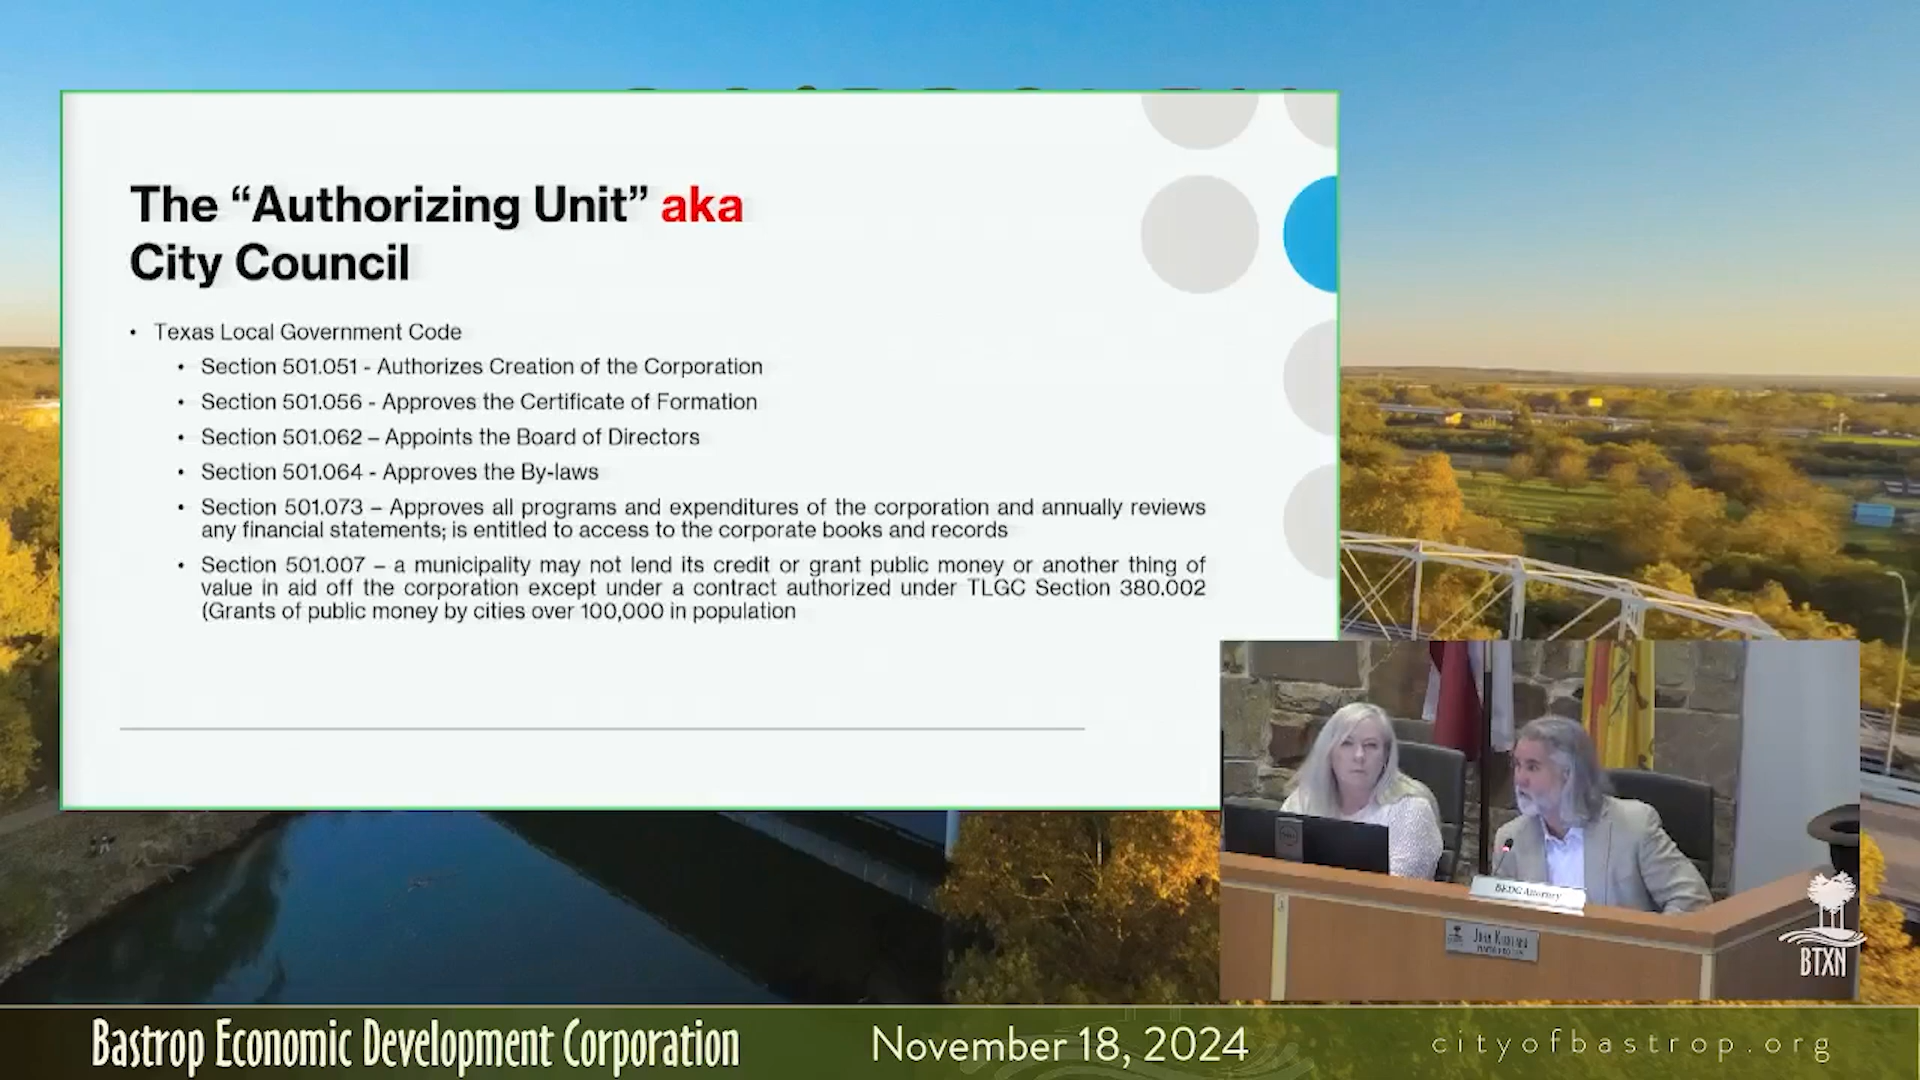 The “Authorizing Unit” aka
City Council
• Texas Local Government Code
• Section 501.051 - Authorizes Creation of the Corporation
• Section 501.056 - Approves the Certificate of Formation
• Section 501.062 – Appoints the Board of Directors
• Section 501.064 - Approves the By-laws
• Section 501.073 – Approves all programs and expenditures of the corporation and annually reviews
any financial statements; is entitled to access to the corporate books and records
• Section 501.007 – a municipality may not lend its credit or grant public money or another thing of
value in aid off the corporation except under a contract authorized under TLGC Section 380.002
(Grants of public money by cities over 100,000 in population
BEDC Attorney
BTXN
Bastrop Economic Development Corporation
November 18, 2024
cityofbastrop.org